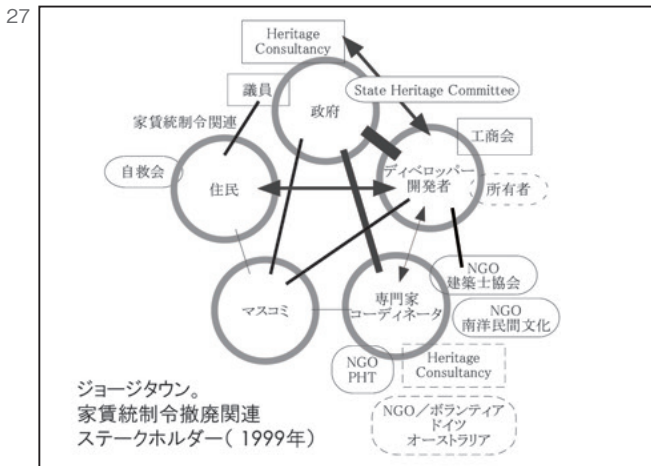 27
Heritage
Consultancy
議員
State Heritage Committee
政府
家賃統制令関連
工商会
自救会
住民
ディベロッパー
開発者
所有者
NGO
建築士協会
マスコミ
専門家
コーディネータ
NGO
南洋民間文化
NGO
PHT
Heritage
Consultancy
ジョージタウン。
家賃統制令撤廃関連
ステークホルダー( 1999年)
NGO／ボランティア
ドイツ
オーストラリア